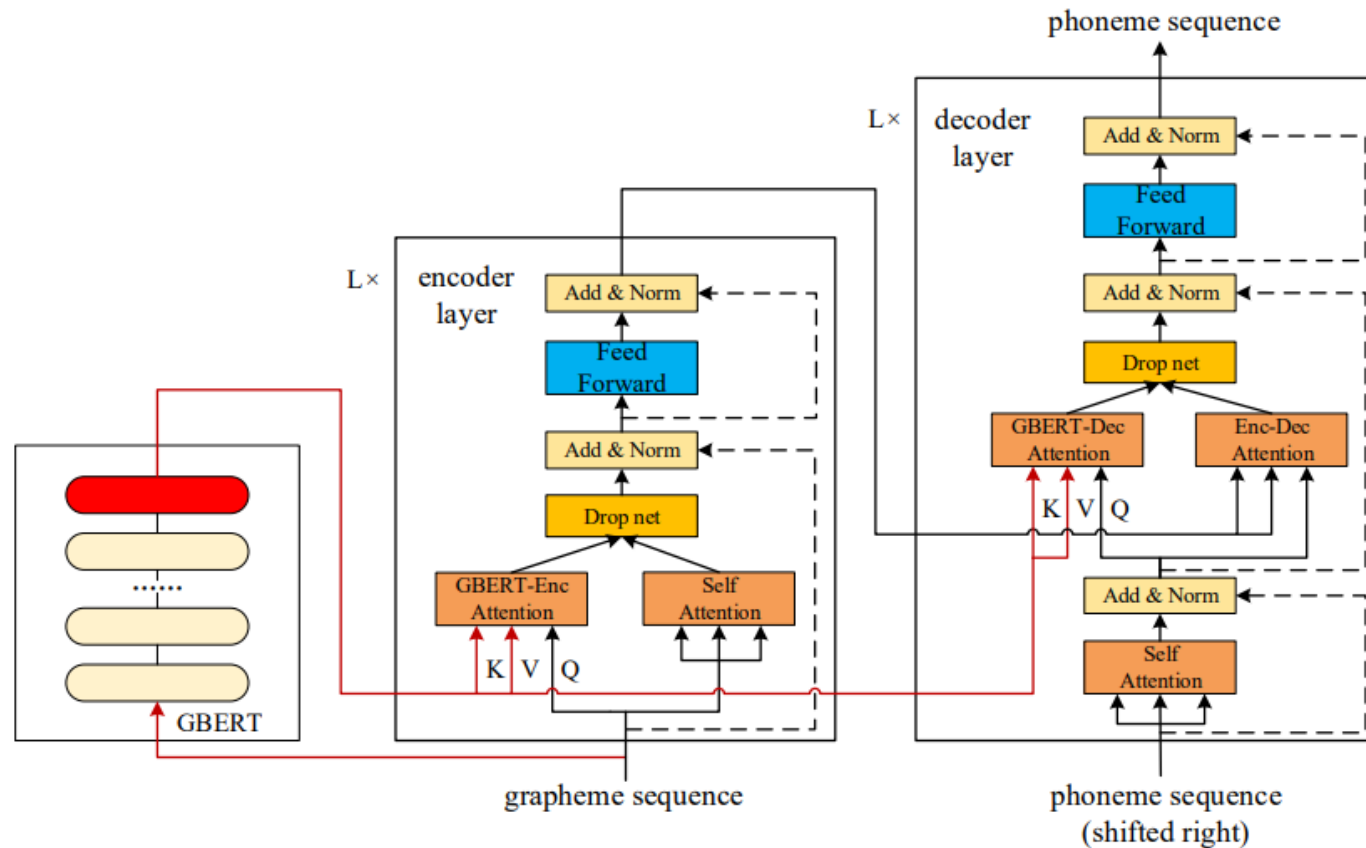 phoneme sequence
L×
decoder
layer
Add & Norm
Feed
Forward
Add & Norm
Drop net
GBERT-Dec
Attention
Enc-Dec
Attention
K V Q
Add & Norm
Self
Attention
phoneme sequence
(shifted right)
L×
encoder
layer
Add & Norm
Feed
Forward
Add & Norm
Drop net
GBERT-Enc
Attention
Self
Attention
K V Q
grapheme sequence
......
GBERT